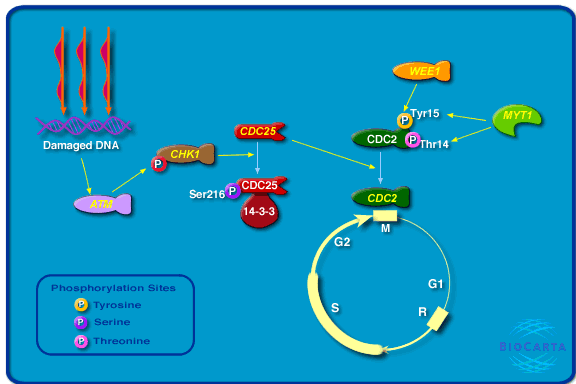 WEE1
Tyr15
MYT1
P
CDC25
CDC2
P
Thr14
Damaged DNA
CHK1
P
CDC25
Ser216
P
14-3-3
ATM
CDC2
M
G2
G1
S
R
Phosphorylation Sites
P Tyrosine
P Serine
P Threonine
BIOCARTA